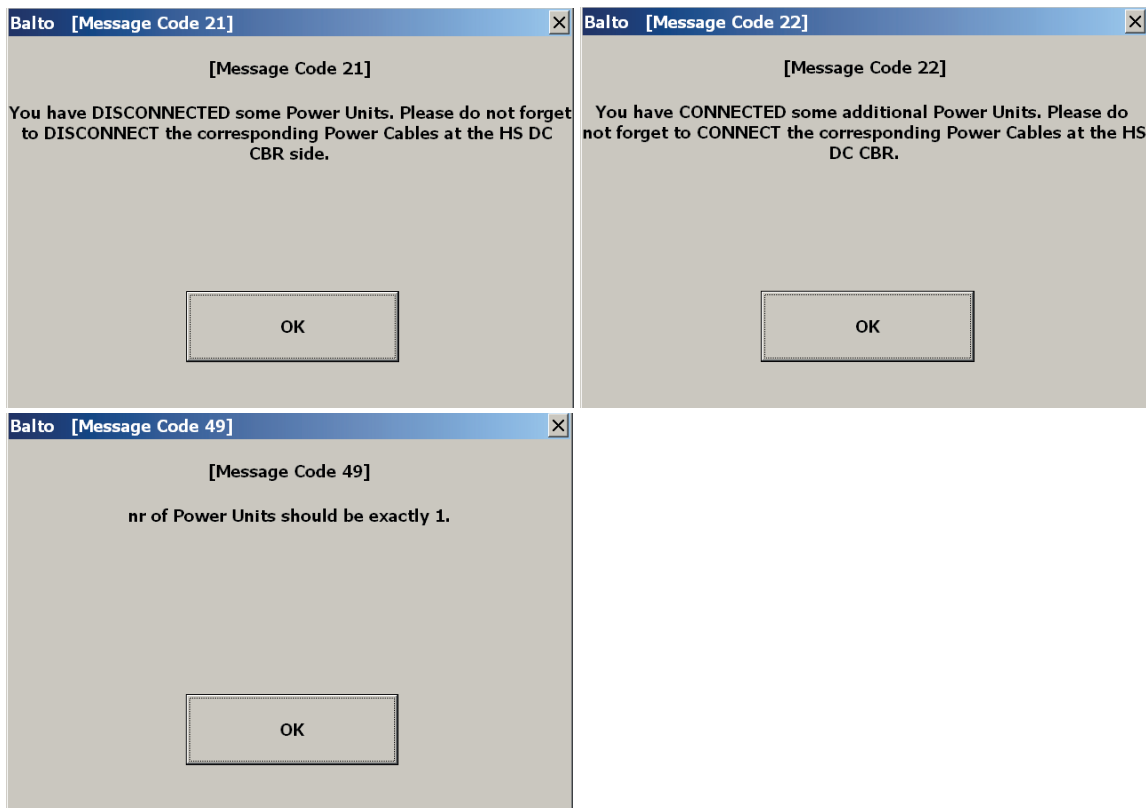 Balto [Message Code 21]
[Message Code 21]
You have DISCONNECTED some Power Units. Please do not forget
to DISCONNECT the corresponding Power Cables at the HS DC
CBR side.
OK
Balto [Message Code 22]
[Message Code 22]
You have CONNECTED some additional Power Units. Please do
not forget to CONNECT the corresponding Power Cables at the HS
DC CBR.
OK
Balto [Message Code 49]
[Message Code 49]
nr of Power Units should be exactly 1.
OK